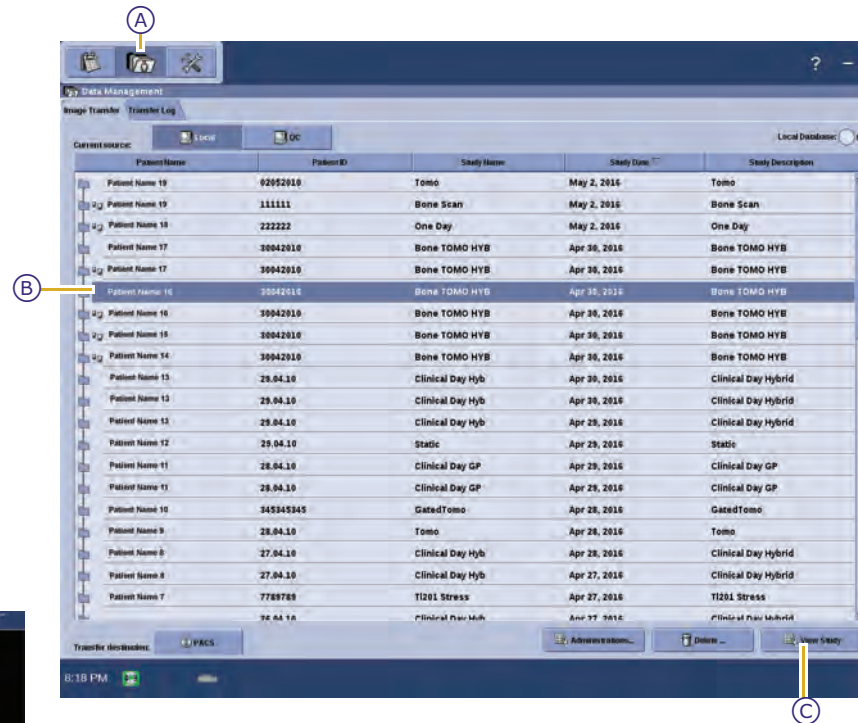 A
? –
Data Management
Image Transfer Transfer Log
Current source: Local QC Local Database:
Patient Name Patient ID Study Name Study Date Study Description
Patient Name 19 02052010 Tomo May 2, 2016 Tomo
Patient Name 19 111111 Bone Scan May 2, 2016 Bone Scan
Patient Name 18 222222 One Day May 2, 2016 One Day
Patient Name 17 30042010 Bone TOMO HYB Apr 30, 2016 Bone TOMO HYB
Patient Name 17 30042010 Bone TOMO HYB Apr 30, 2016 Bone TOMO HYB
B
Patient Name 16 30042010 Bone TOMO HYB Apr 30, 2016 Bone TOMO HYB
Patient Name 16 30042010 Bone TOMO HYB Apr 30, 2016 Bone TOMO HYB
Patient Name 15 30042010 Bone TOMO HYB Apr 30, 2016 Bone TOMO HYB
Patient Name 14 30042010 Bone TOMO HYB Apr 30, 2016 Bone TOMO HYB
Patient Name 13 29.04.10 Clinical Day Hyb Apr 30, 2016 Clinical Day Hybrid
Patient Name 13 29.04.10 Clinical Day Hyb Apr 30, 2016 Clinical Day Hybrid
Patient Name 13 29.04.10 Clinical Day Hyb Apr 29, 2016 Clinical Day Hybrid
Patient Name 12 29.04.10 Static Apr 29, 2016 Static
Patient Name 11 28.04.10 Clinical Day GP Apr 29, 2016 Clinical Day GP
Patient Name 11 28.04.10 Clinical Day GP Apr 29, 2016 Clinical Day GP
Patient Name 10 345345345 GatedTomo Apr 28, 2016 GatedTomo
Patient Name 9 28.04.10 Tomo Apr 28, 2016 Tomo
Patient Name 8 27.04.10 Clinical Day Hyb Apr 28, 2016 Clinical Day Hybrid
Patient Name 8 27.04.10 Clinical Day Hyb Apr 27, 2016 Clinical Day Hybrid
Patient Name 7 7789789 Tl201 Stress Apr 27, 2016 Tl201 Stress
26.04.10 Clinical Day Hyb Apr 27, 2016 Clinical Day Hybrid
Transfer destination: PACS Administrations... Delete ... View Study
8:18 PM
C